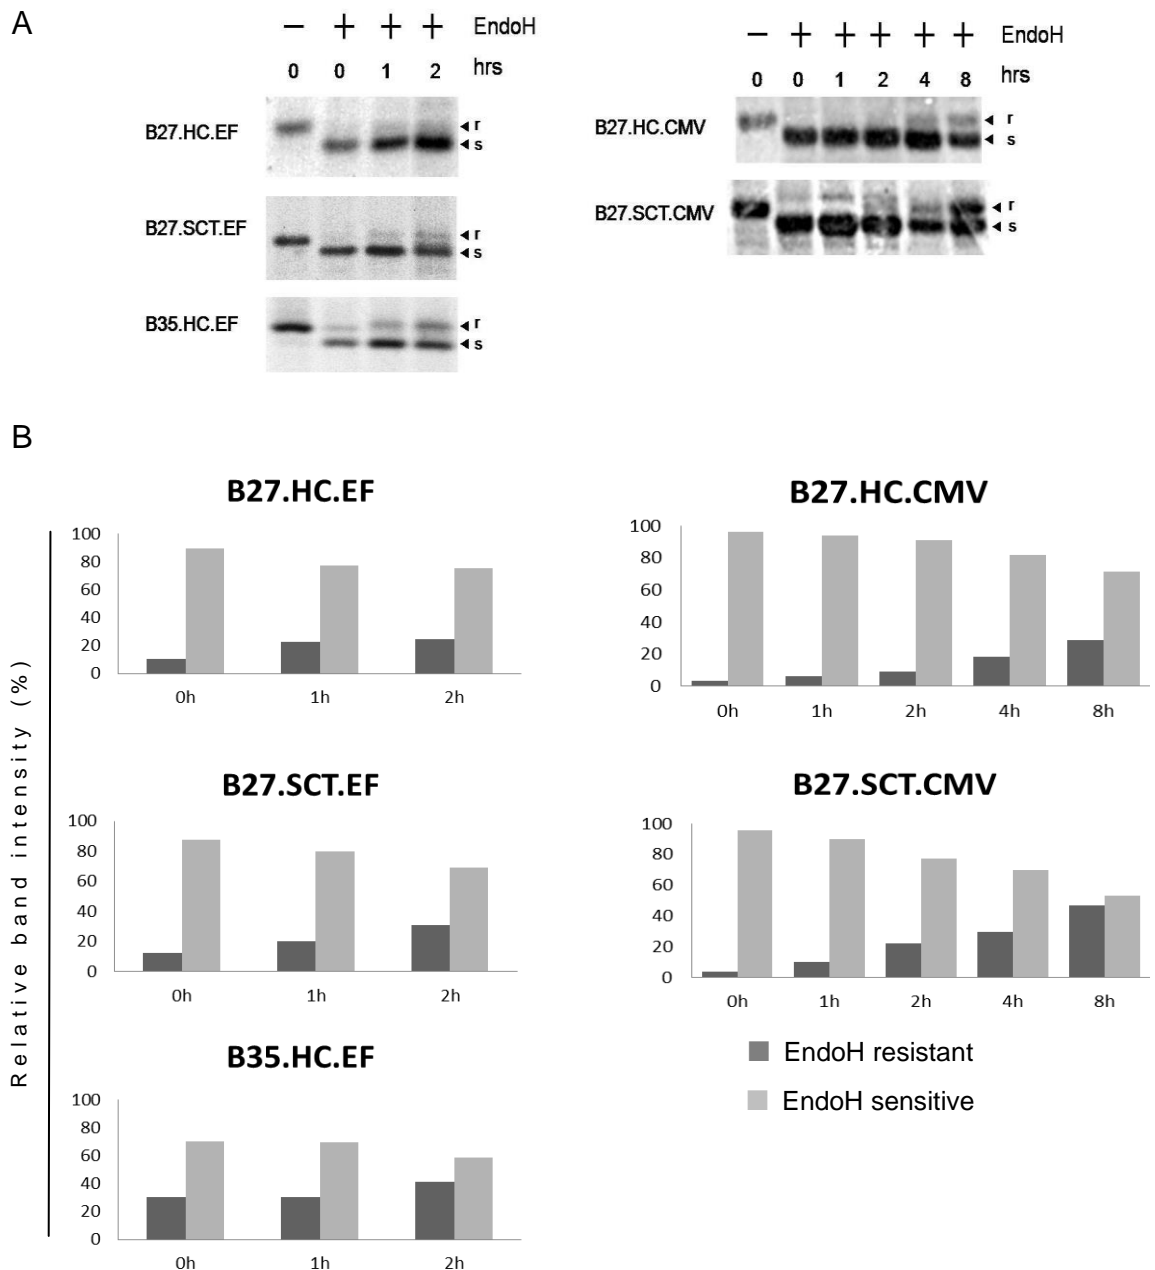 A
− + + + EndoH
0 0 1 2 hrs
B27.HC.EF
◄ r
◄ s
B27.SCT.EF
◄ r
◄ s
B35.HC.EF
◄ r
◄ s
− + + + + + EndoH
0 0 1 2 4 8 hrs
B27.HC.CMV
◄ r
◄ s
B27.SCT.CMV
◄ r
◄ s
B
Relative band intensity (%)
B27.HC.EF
100
80
60
40
20
0
0h 1h 2h
B27.HC.CMV
100
80
60
40
20
0
0h 1h 2h 4h 8h
B27.SCT.EF
100
80
60
40
20
0
0h 1h 2h
B27.SCT.CMV
100
80
60
40
20
0
0h 1h 2h 4h 8h
B35.HC.EF
100
80
60
40
20
0
0h 1h 2h
EndoH resistant
EndoH sensitive